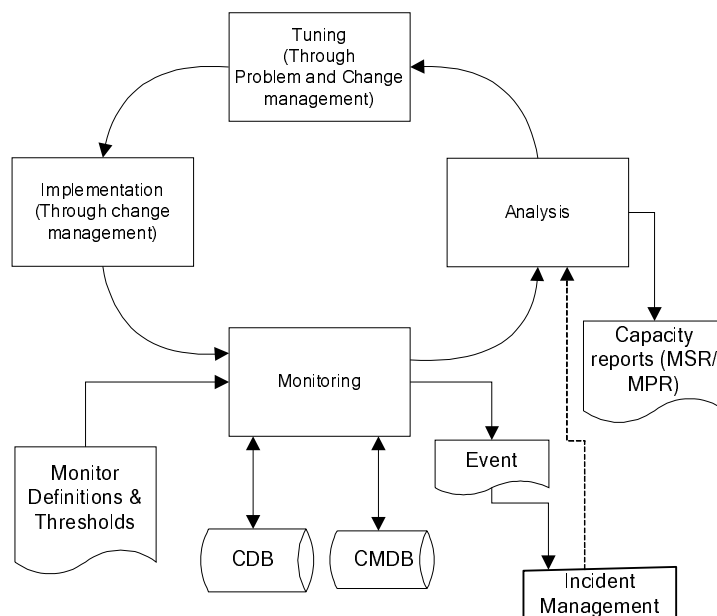 Tuning
(Through
Problem and Change
management)
Implementation
(Through change
management)
Analysis
Capacity
reports (MSR/
MPR)
Monitoring
Monitor
Definitions &
Thresholds
Event
CDB
CMDB
Incident
Management